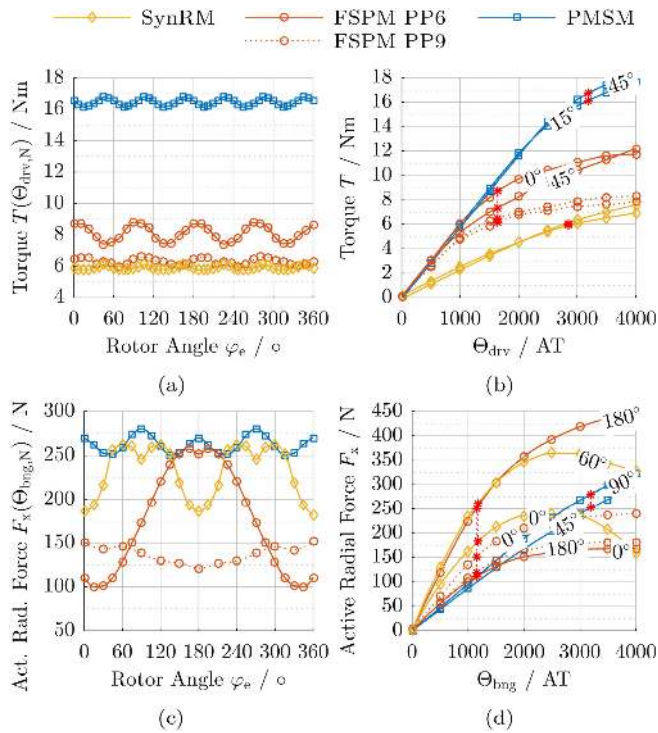 SynRM FSPM PP6 PMSM
FSPM PP9
Torque T(Θdrv,N) / Nm
18
16
14
12
10
8
6
4
0 60 120 180 240 300 360
Rotor Angle φe / ∘
(a)
Torque T / Nm
18
16
14
12
10
8
6
4
2
0
15°
45°
0°
45°
0 1000 2000 3000 4000
Θdrv / AT
(b)
Act. Rad. Force Fx(Θbng,N) / N
300
250
200
150
100
50
0 60 120 180 240 300 360
Rotor Angle φe / ∘
(c)
Active Radial Force Fx / N
450
400
350
300
250
200
150
100
50
0
180°
60°
90°
0°
0°
45°
180°
0°
0 1000 2000 3000 4000
Θbng / AT
(d)